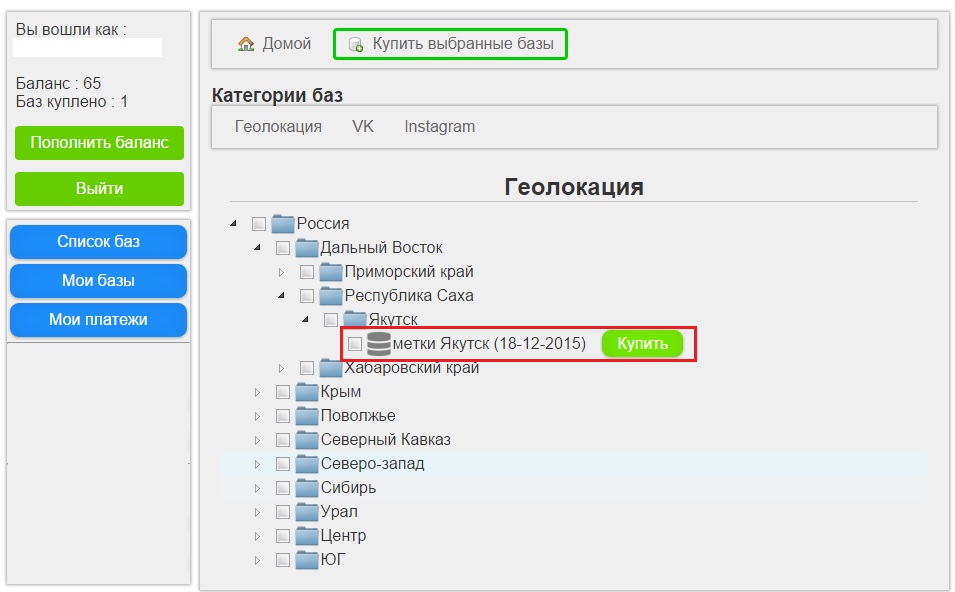 Вы вошли как :
Баланс : 65
Баз куплено : 1
Пополнить баланс
Выйти
Список баз
Мои базы
Мои платежи
Домой
Купить выбранные базы
Категории баз
Геолокация
VK
Instagram
Геолокация
Россия
Дальный Восток
Приморский край
Республика Саха
Якутск
метки Якутск (18-12-2015)
Купить
Хабаровский край
Крым
Поволжье
Северный Кавказ
Северо-запад
Сибирь
Урал
Центр
ЮГ